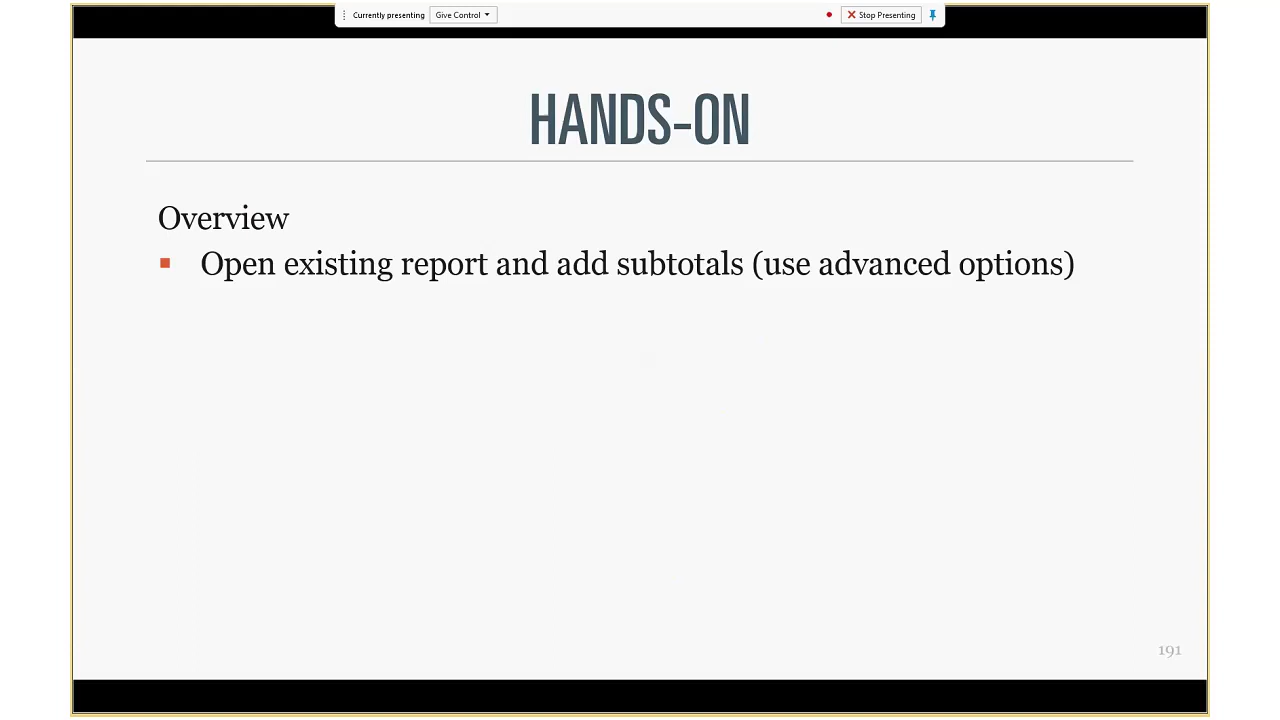 Currently presenting Give Control Stop Presenting
HANDS-ON
Overview
Open existing report and add subtotals (use advanced options)
191